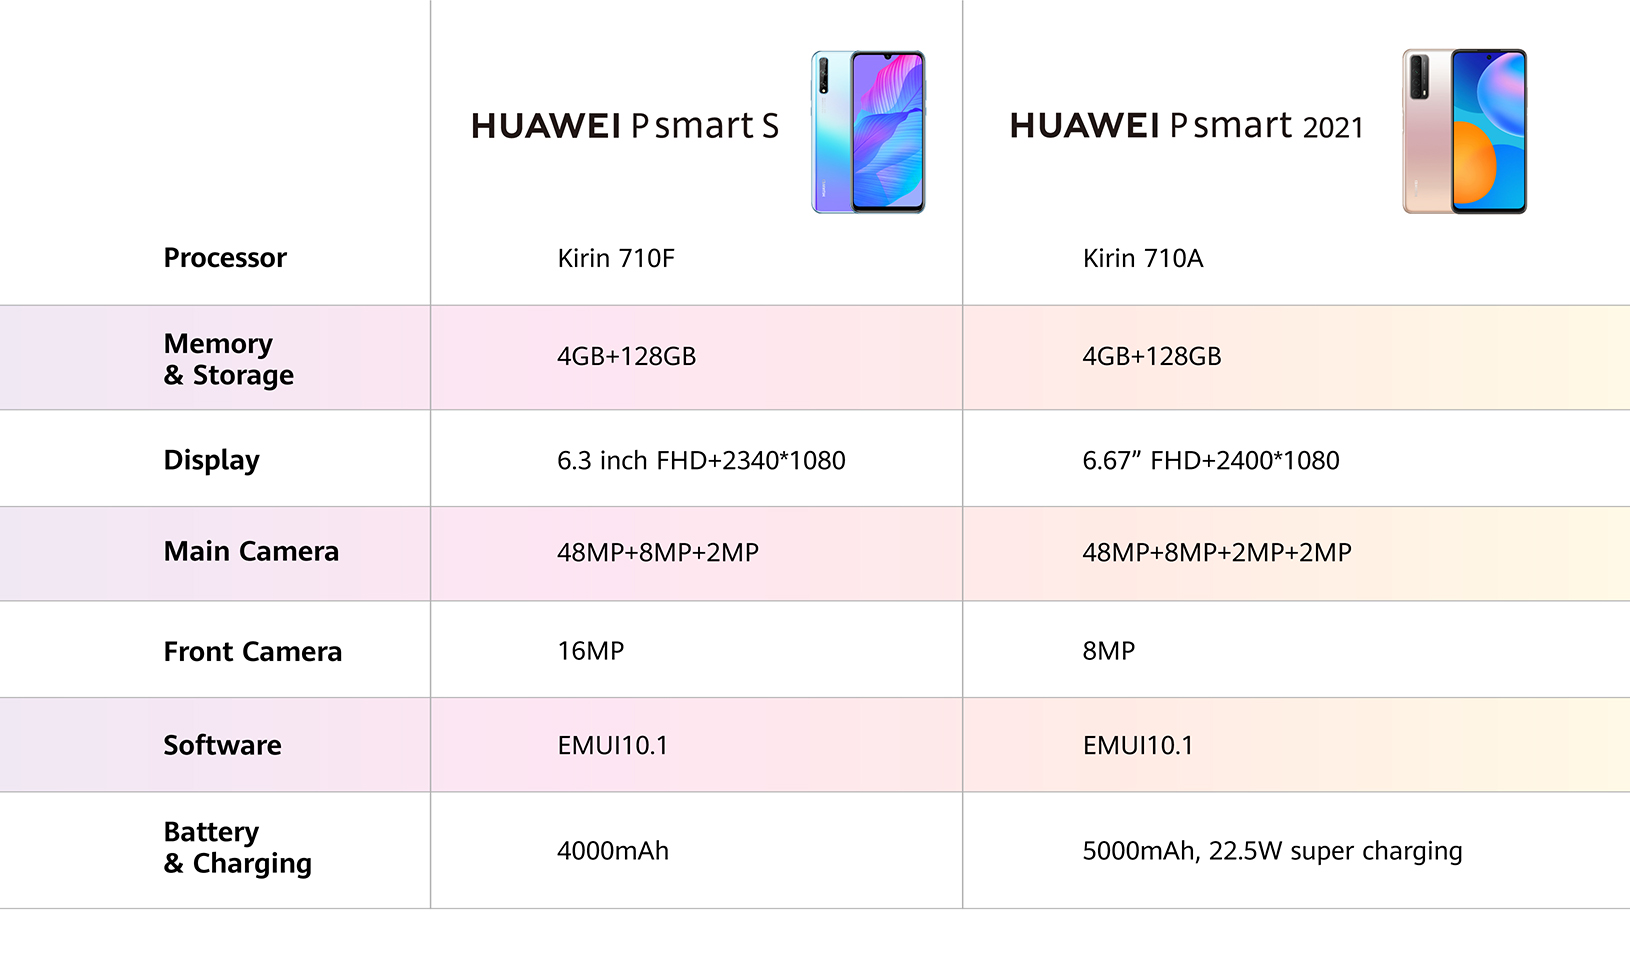 HUAWEI P smart S
HUAWEI P smart 2021
Processor
Kirin 710F
Kirin 710A
Memory
& Storage
4GB+128GB
4GB+128GB
Display
6.3 inch FHD+2340*1080
6.67” FHD+2400*1080
Main Camera
48MP+8MP+2MP
48MP+8MP+2MP+2MP
Front Camera
16MP
8MP
Software
EMUI10.1
EMUI10.1
Battery
& Charging
4000mAh
5000mAh, 22.5W super charging